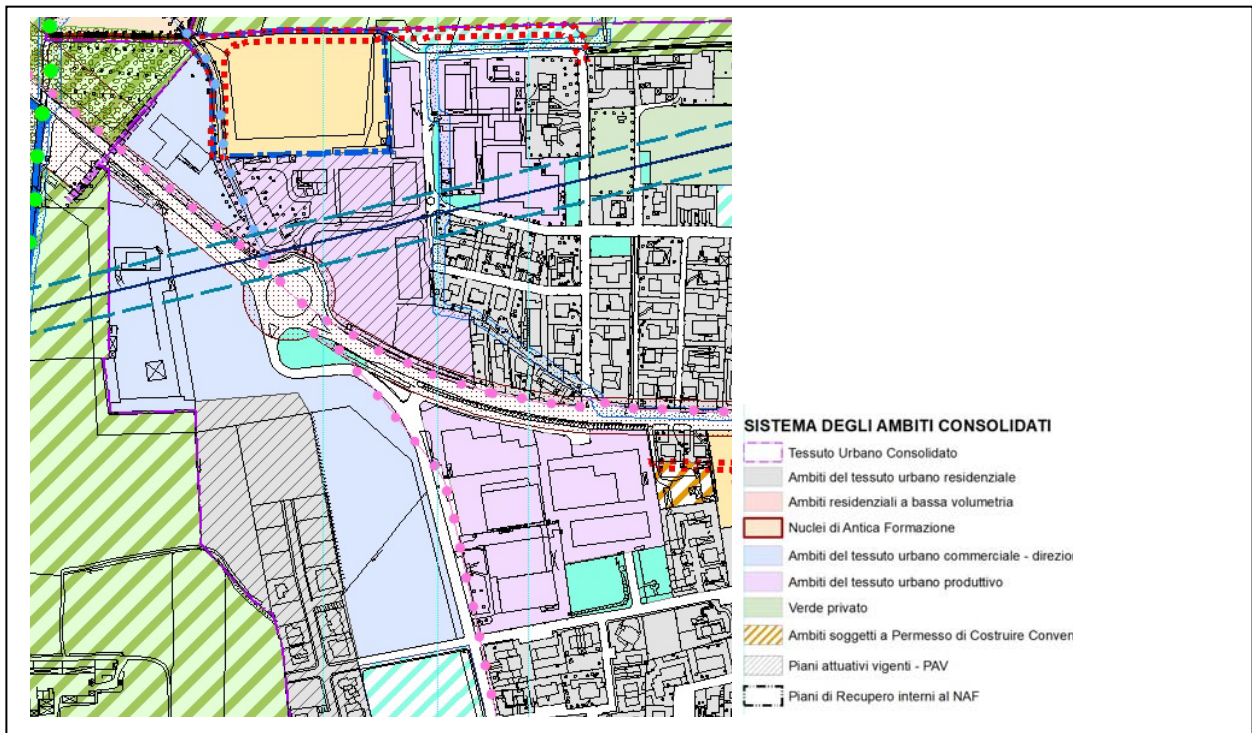 SISTEMA DEGLI AMBITI CONSOLIDATI
Tessuto Urbano Consolidato
Ambiti del tessuto urbano residenziale
Ambiti residenziali a bassa volumetria
Nuclei di Antica Formazione
Ambiti del tessuto urbano commerciale - direzior
Ambiti del tessuto urbano produttivo
Verde privato
Ambiti soggetti a Permesso di Costruire Conven
Piani attuativi vigenti - PAV
Piani di Recupero interni al NAF